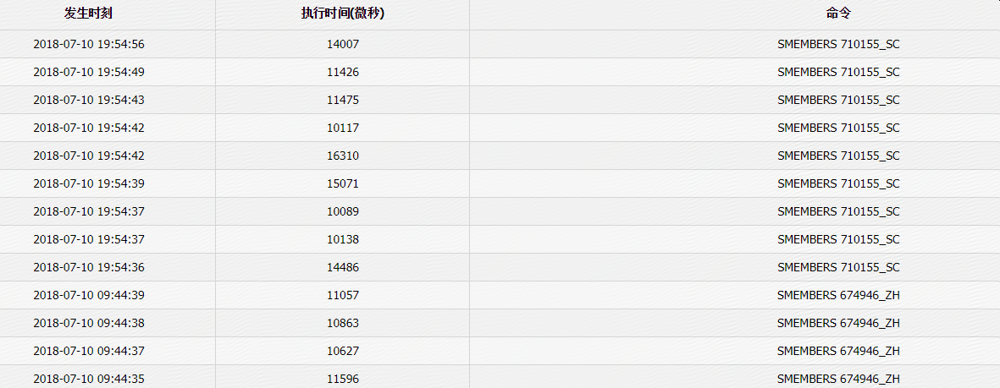 发生时刻 执行时间(微秒) 命令
2018-07-10 19:54:56 14007 SMEMBERS 710155_SC
2018-07-10 19:54:49 11426 SMEMBERS 710155_SC
2018-07-10 19:54:43 11475 SMEMBERS 710155_SC
2018-07-10 19:54:42 10117 SMEMBERS 710155_SC
2018-07-10 19:54:42 16310 SMEMBERS 710155_SC
2018-07-10 19:54:39 15071 SMEMBERS 710155_SC
2018-07-10 19:54:37 10089 SMEMBERS 710155_SC
2018-07-10 19:54:37 10138 SMEMBERS 710155_SC
2018-07-10 19:54:36 14486 SMEMBERS 710155_SC
2018-07-10 09:44:39 11057 SMEMBERS 674946_ZH
2018-07-10 09:44:38 10863 SMEMBERS 674946_ZH
2018-07-10 09:44:37 10627 SMEMBERS 674946_ZH
2018-07-10 09:44:35 11596 SMEMBERS 674946_ZH